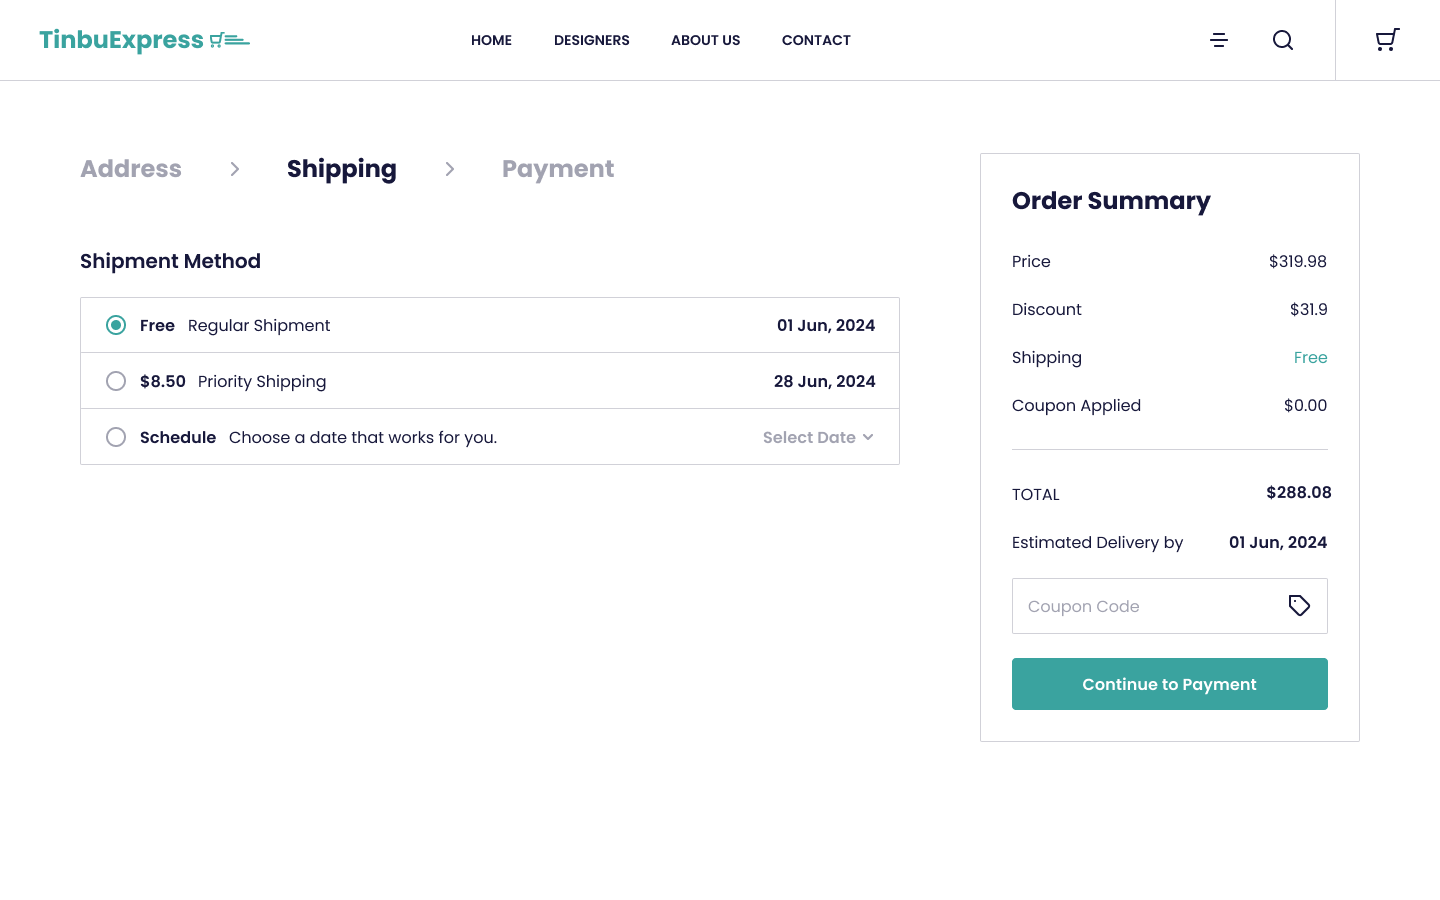 TinbuExpress
HOME DESIGNERS ABOUT US CONTACT
Address Shipping Payment
Shipment Method
Free Regular Shipment 01 Jun, 2024
$8.50 Priority Shipping 28 Jun, 2024
Schedule Choose a date that works for you. Select Date
Order Summary
Price $319.98
Discount $31.9
Shipping Free
Coupon Applied $0.00
TOTAL $288.08
Estimated Delivery by 01 Jun, 2024
Coupon Code
Continue to Payment